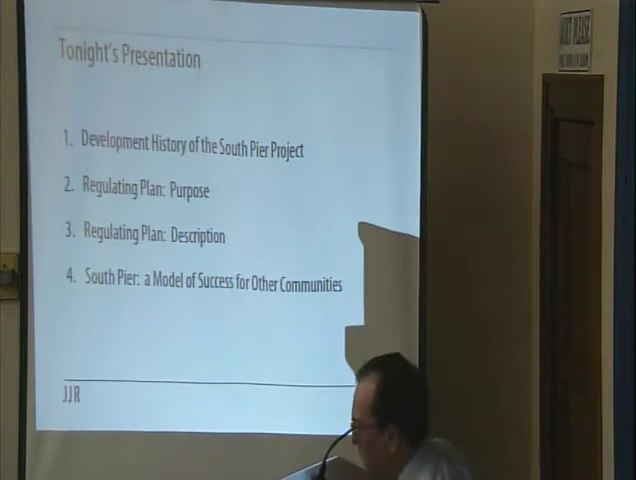 Tonight's Presentation
1. Development History of the South Pier Project
2. Regulating Plan: Purpose
3. Regulating Plan: Description
4. South Pier: a Model of Success for Other Communities
JJR